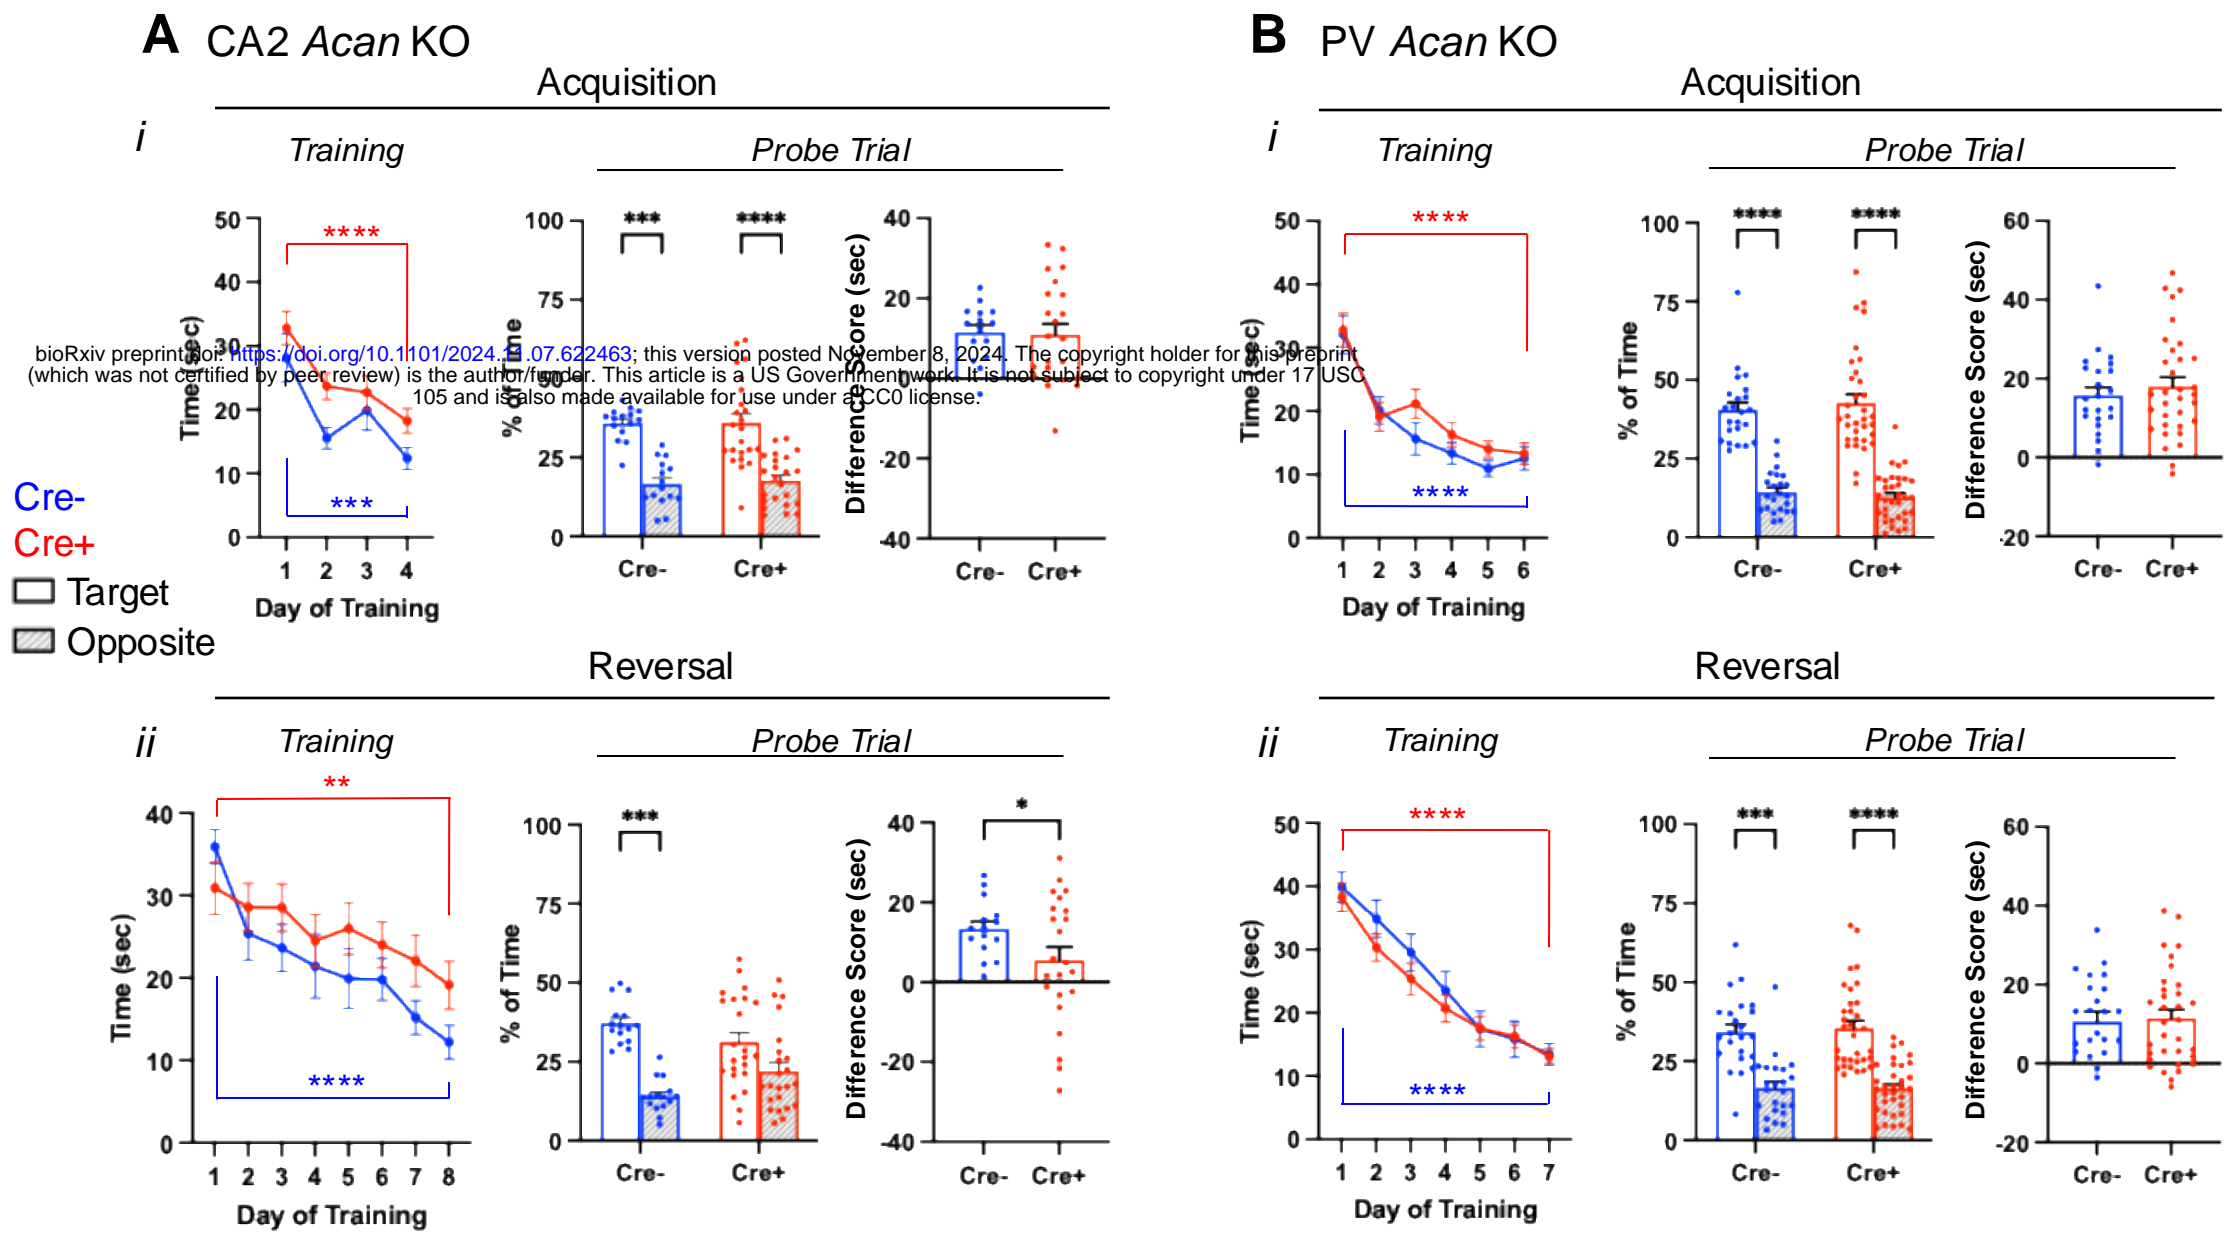 A CA2 Acan KO
Acquisition
i
Training
Probe Trial
50
40
30
20
10
0
Time (sec)
****
***
1 2 3 4
Day of Training
100
75
50
25
0
% of Time
***
****
Cre- Cre+
40
20
0
-20
-40
Difference Score (sec)
Cre- Cre+
bioRxiv preprint doi: https://doi.org/10.1101/2024.11.07.622463; this version posted November 8, 2024. The copyright holder for this preprint
(which was not certified by peer review) is the author/funder. This article is a US Government work. It is not subject to copyright under 17 USC
105 and is also made available for use under a CC0 license.
Cre-
Cre+
Target
Opposite
Reversal
ii
Training
Probe Trial
40
30
20
10
0
Time (sec)
**
****
1 2 3 4 5 6 7 8
Day of Training
100
75
50
25
0
% of Time
***
Cre- Cre+
40
20
0
-20
-40
Difference Score (sec)
*
Cre- Cre+
B PV Acan KO
Acquisition
i
Training
Probe Trial
50
40
30
20
10
0
Time (sec)
****
****
1 2 3 4 5 6
Day of Training
100
75
50
25
0
% of Time
****
****
Cre- Cre+
60
40
20
0
-20
Difference Score (sec)
Cre- Cre+
Reversal
ii
Training
Probe Trial
50
40
30
20
10
0
Time (sec)
****
****
1 2 3 4 5 6 7
Day of Training
100
75
50
25
0
% of Time
***
****
Cre- Cre+
60
40
20
0
-20
Difference Score (sec)
Cre- Cre+